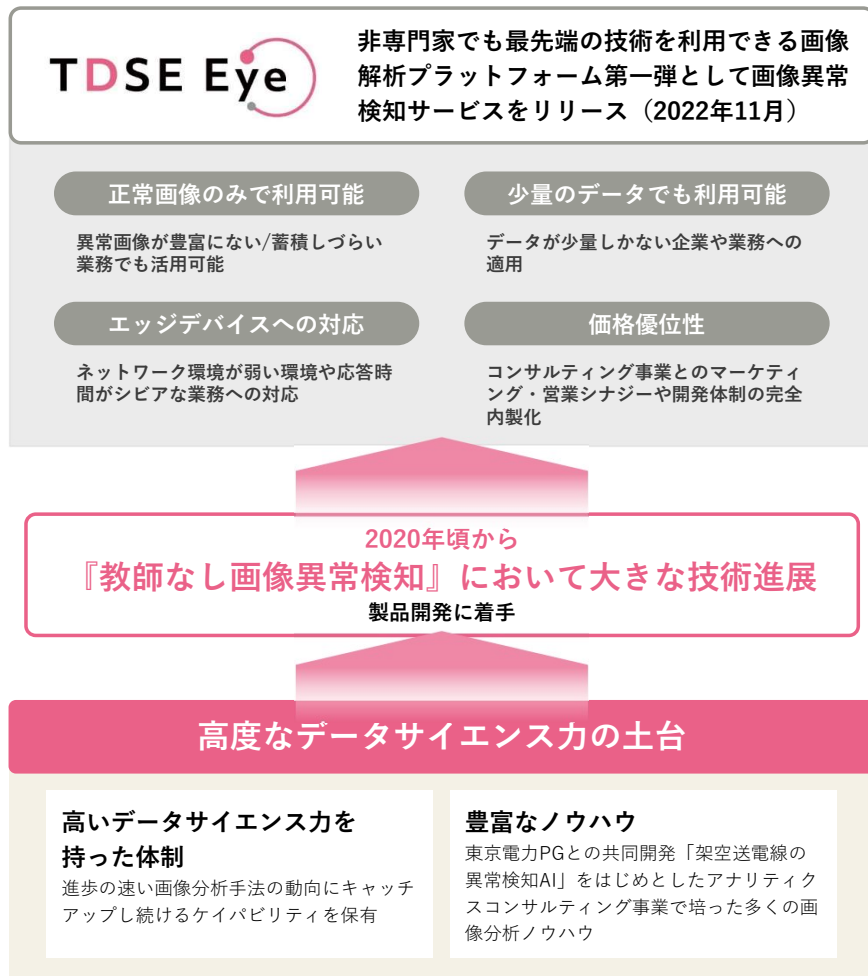 TDSE Eye
非専門家でも最先端の技術を利用できる画像
解析プラットフォーム第一弾として画像異常
検知サービスをリリース（2022年11月）
正常画像のみで利用可能
異常画像が豊富にない/蓄積しづらい
業務でも活用可能
少量のデータでも利用可能
データが少量しかない企業や業務への
適用
エッジデバイスへの対応
ネットワーク環境が弱い環境や応答時
間がシビアな業務への対応
価格優位性
コンサルティング事業とのマーケティ
ング・営業シナジーや開発体制の完全
内製化
2020年頃から
『教師なし画像異常検知』において大きな技術進展
製品開発に着手
高度なデータサイエンス力の土台
高いデータサイエンス力を
持った体制
進歩の速い画像分析手法の動向にキャッチ
アップし続けるケイパビリティを保有
豊富なノウハウ
東京電力PGとの共同開発「架空送電線の
異常検知AI」をはじめとしたアナリティク
スコンサルティング事業で培った多くの画
像分析ノウハウ